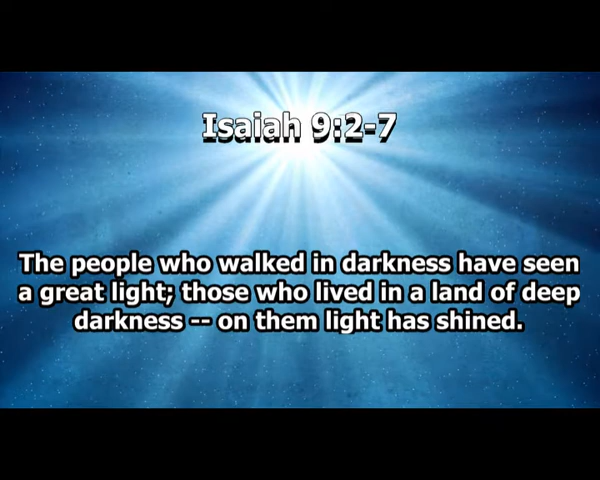 Isaiah 9:2-7
The people who walked in darkness have seen
a great light; those who lived in a land of deep
darkness -- on them light has shined.